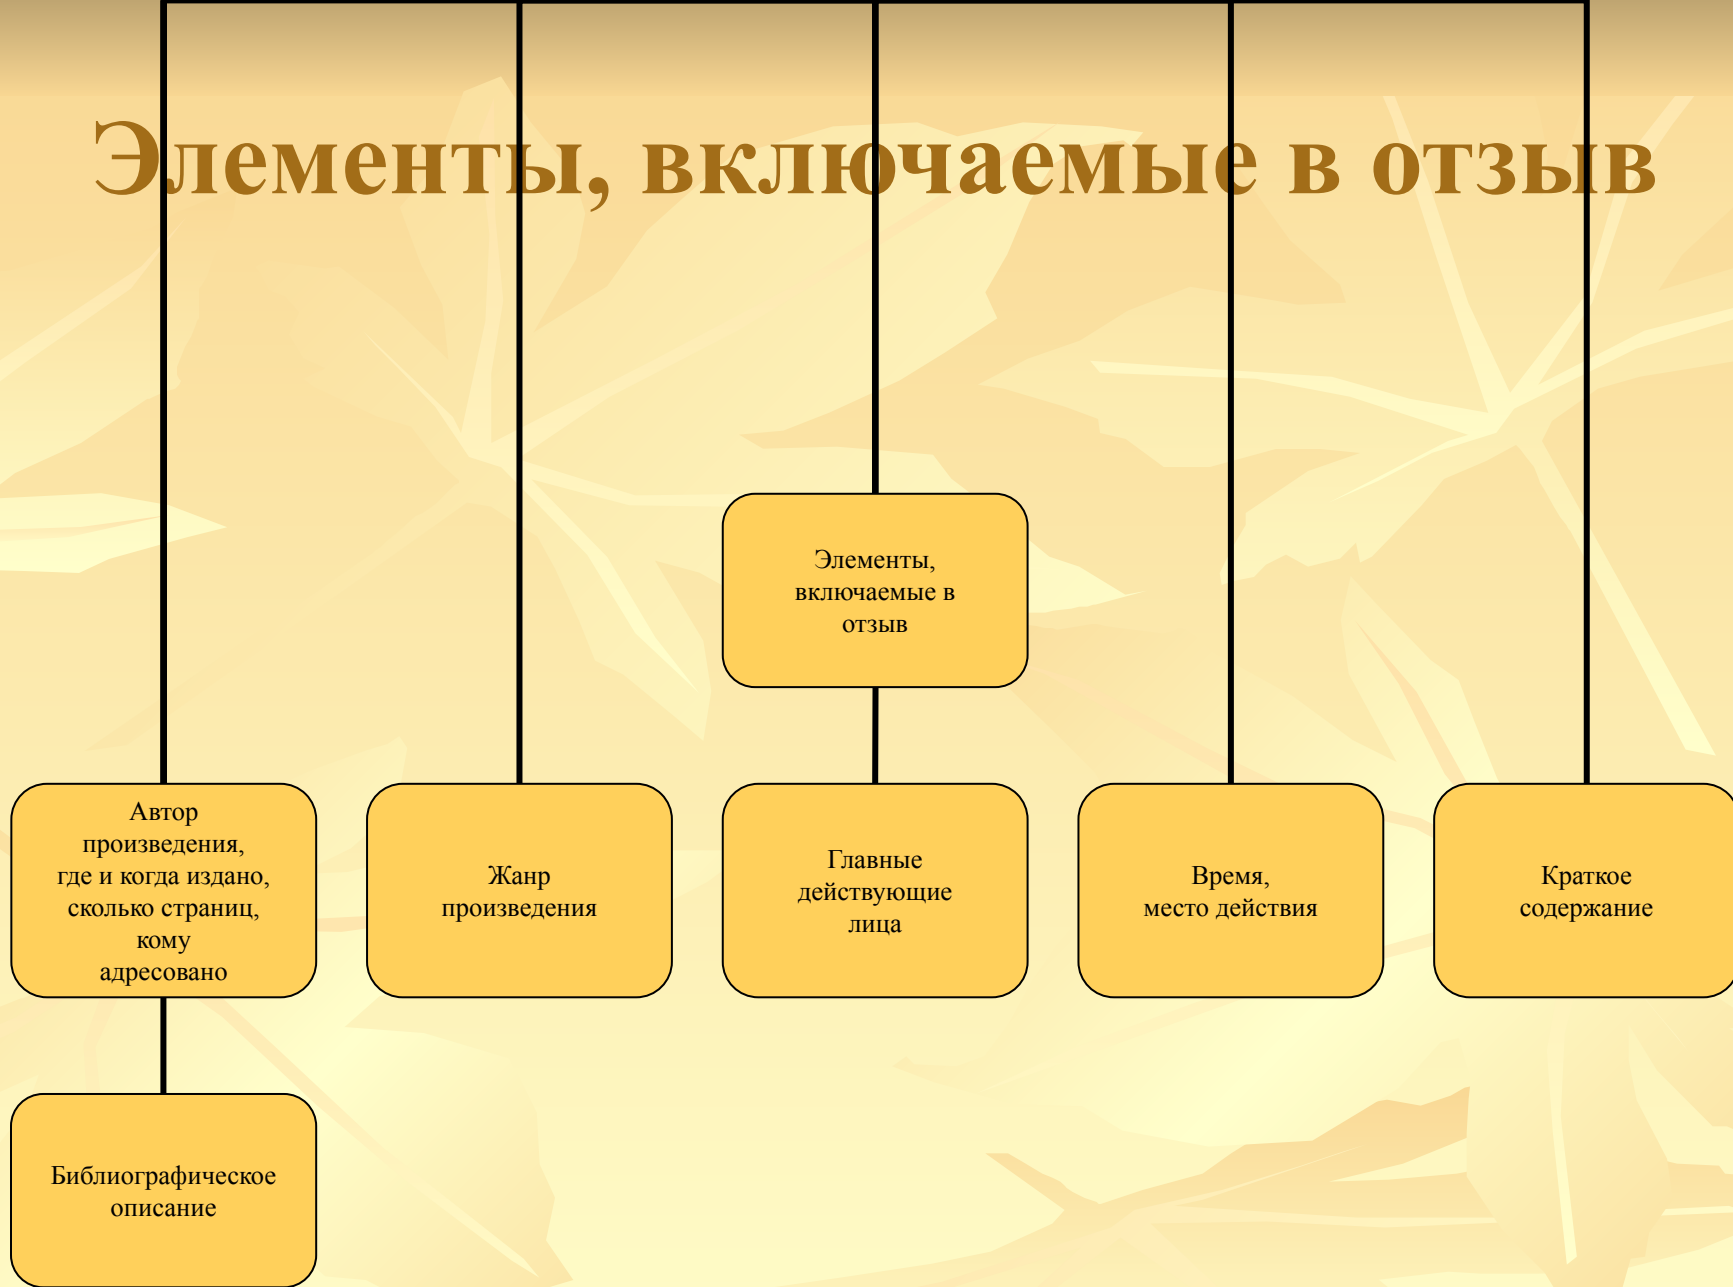 Элементы, включаемые в отзыв
Элементы,
включаемые в
отзыв
Автор
произведения,
где и когда издано,
сколько страниц,
кому
адресовано
Жанр
произведения
Главные
действующие
лица
Время,
место действия
Краткое
содержание
Библиографическое
описание